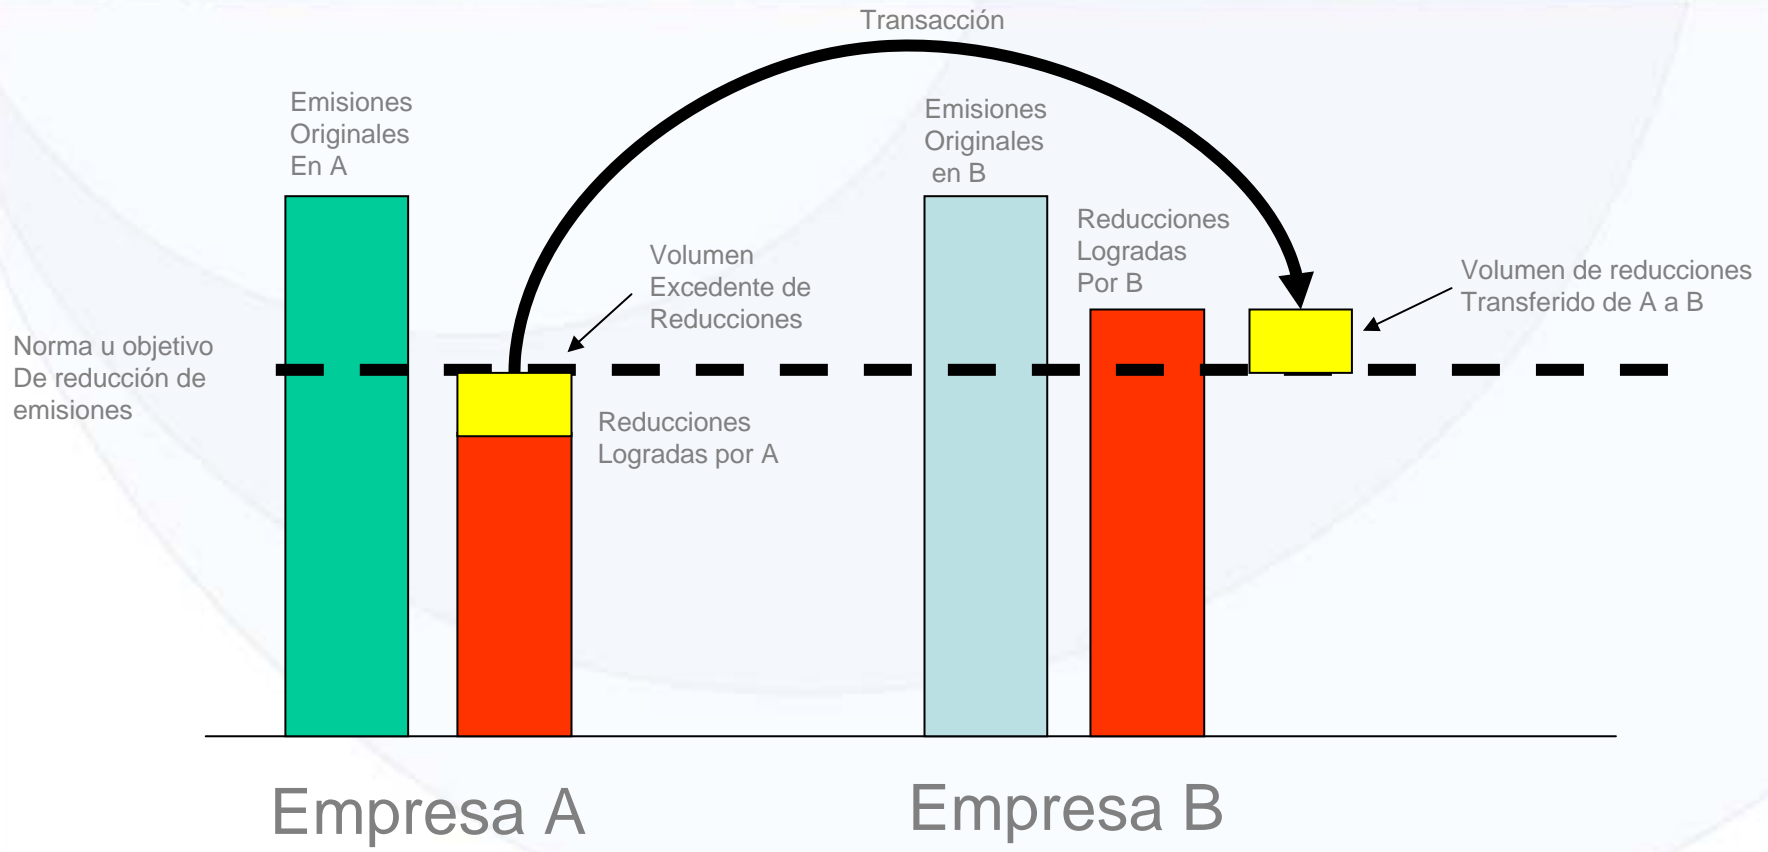 Transacción
Emisiones
Originales
En A
Emisiones
Originales
en B
Reducciones
Logradas
Por B
Volumen
Excedente de
Reducciones
Volumen de reducciones
Transferido de A a B
Norma u objetivo
De reducción de
emisiones
Reducciones
Logradas por A
Empresa A
Empresa B